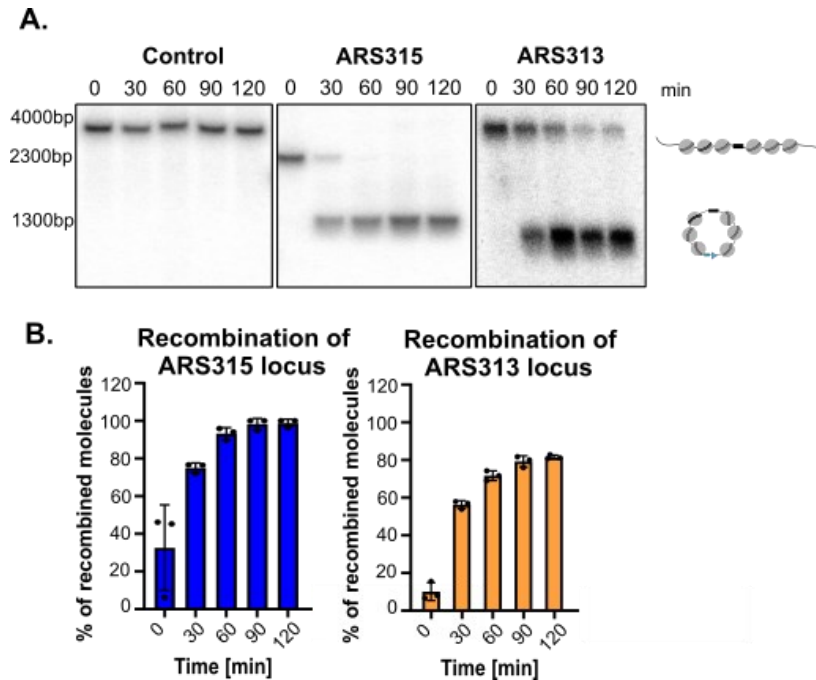 A.
Control ARS315 ARS313
0 30 60 90 120 0 30 60 90 120 0 30 60 90 120 min
4000bp
2300bp
1300bp
B.
Recombination of
ARS315 locus
% of recombined molecules
120
100
80
60
40
20
0
0 30 60 90 120
Time [min]
Recombination of
ARS313 locus
% of recombined molecules
120
100
80
60
40
20
0
0 30 60 90 120
Time [min]